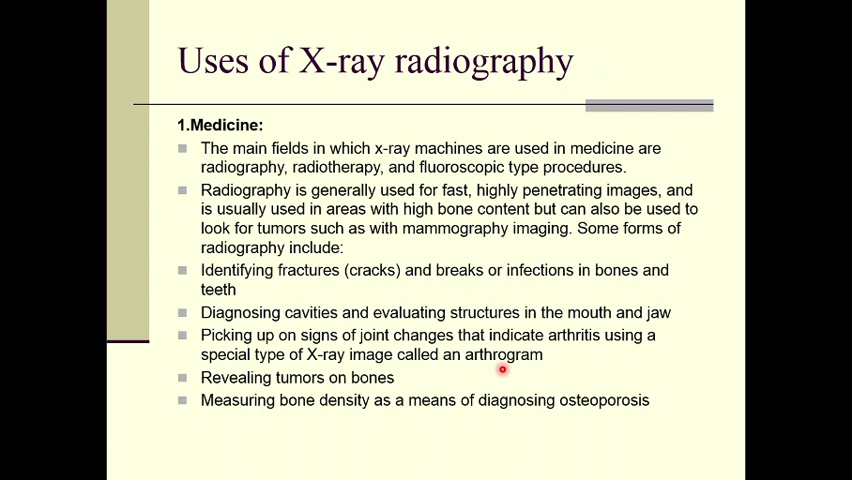 Uses of X-ray radiography
1.Medicine:
The main fields in which x-ray machines are used in medicine are
radiography, radiotherapy, and fluoroscopic type procedures.
Radiography is generally used for fast, highly penetrating images, and
is usually used in areas with high bone content but can also be used to
look for tumors such as with mammography imaging. Some forms of
radiography include:
Identifying fractures (cracks) and breaks or infections in bones and
teeth
Diagnosing cavities and evaluating structures in the mouth and jaw
Picking up on signs of joint changes that indicate arthritis using a
special type of X-ray image called an arthrogram
Revealing tumors on bones
Measuring bone density as a means of diagnosing osteoporosis